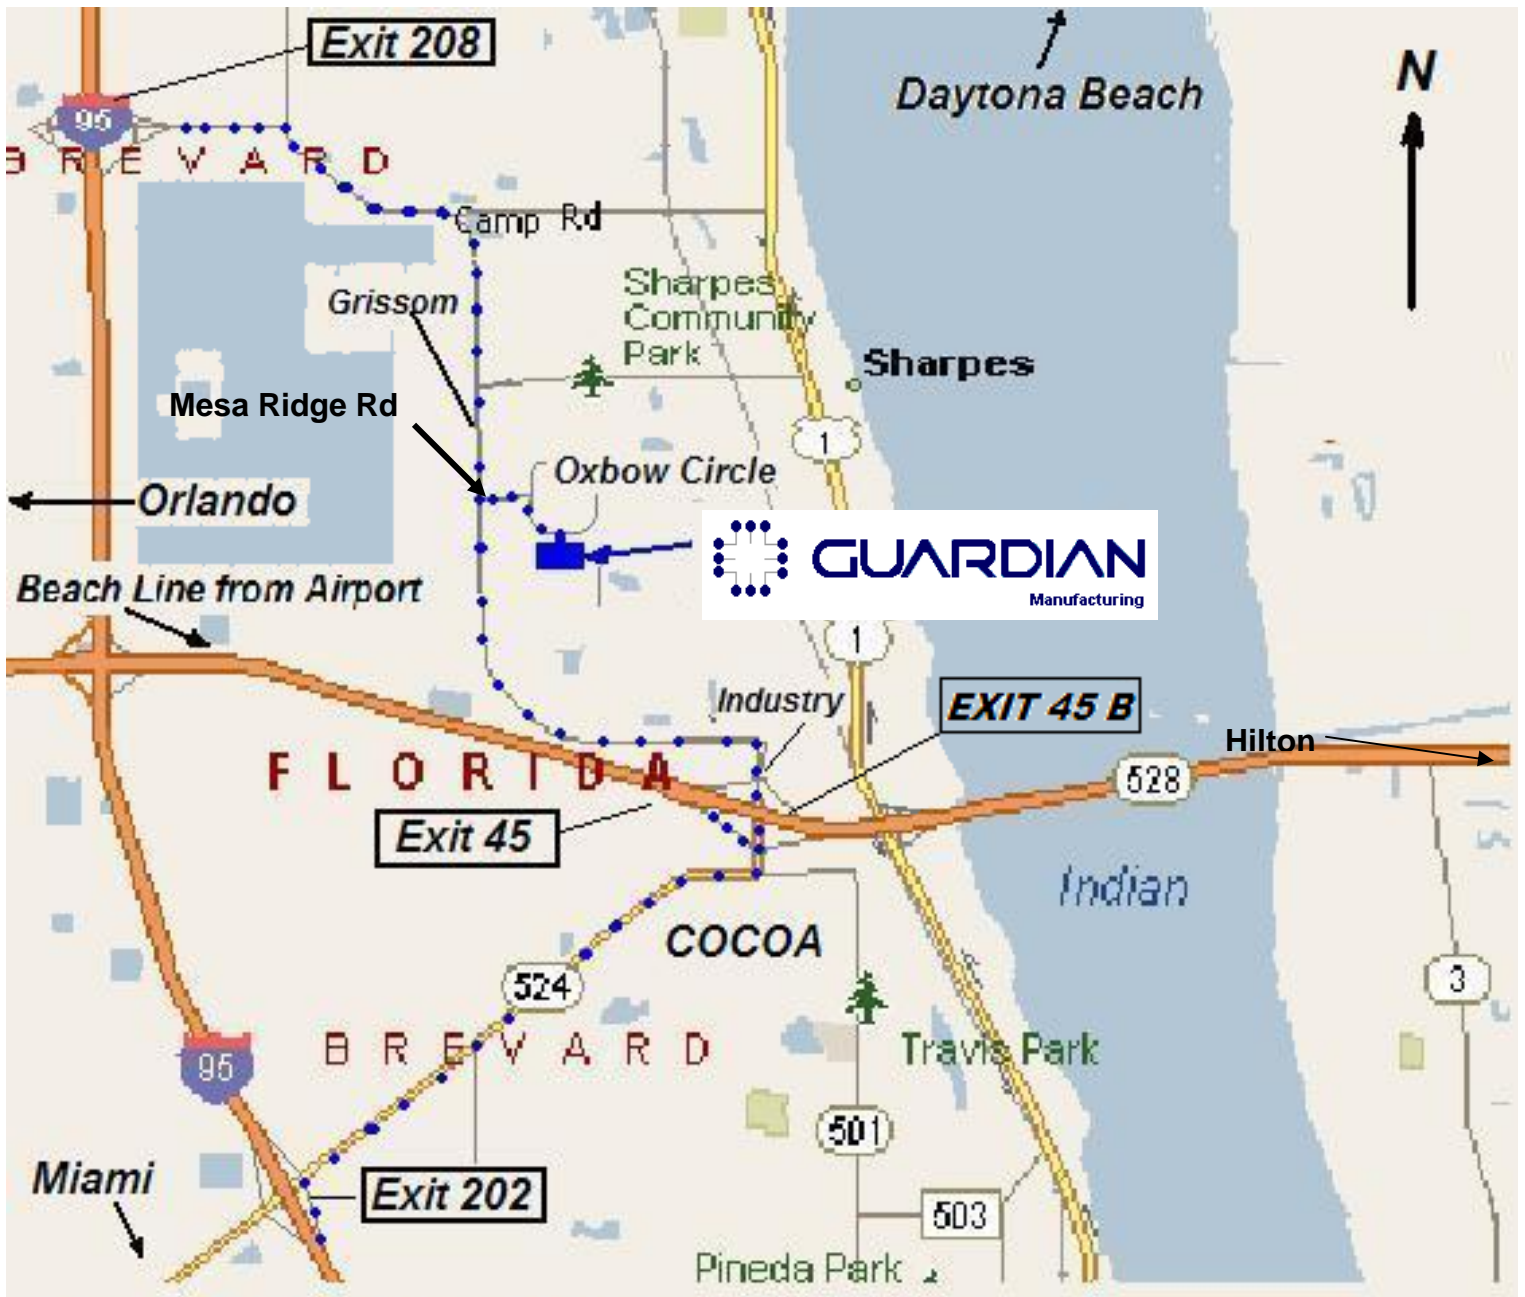 Exit 208
Daytona Beach
N
95
BREVARD
Camp Rd
Grissom
Sharpes
Community
Park
Sharpes
Mesa Ridge Rd
1
Oxbow Circle
Orlando
GUARDIAN
Manufacturing
Beach Line from Airport
1
Industry
EXIT 45 B
Hilton
FLORIDA
528
Exit 45
Indian
COCOA
524
3
BREVARD
Travis Park
95
501
Miami
Exit 202
503
Pineda Park